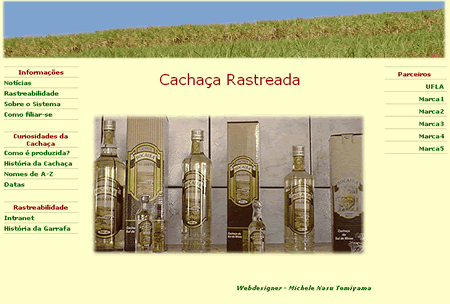 Cachaça Rastreada
Informações
Notícias
Rastreabilidade
Sobre o Sistema
Como filiar-se
Curiosidades da
Cachaça
Como é produzida?
História da Cachaça
Nomes de A-Z
Datas
Rastreabilidade
Intranet
História da Garrafa
Parceiros
UFLA
Marca1
Marca2
Marca3
Marca4
Marca5
Webdesigner - Michele Nasu Tomiyama